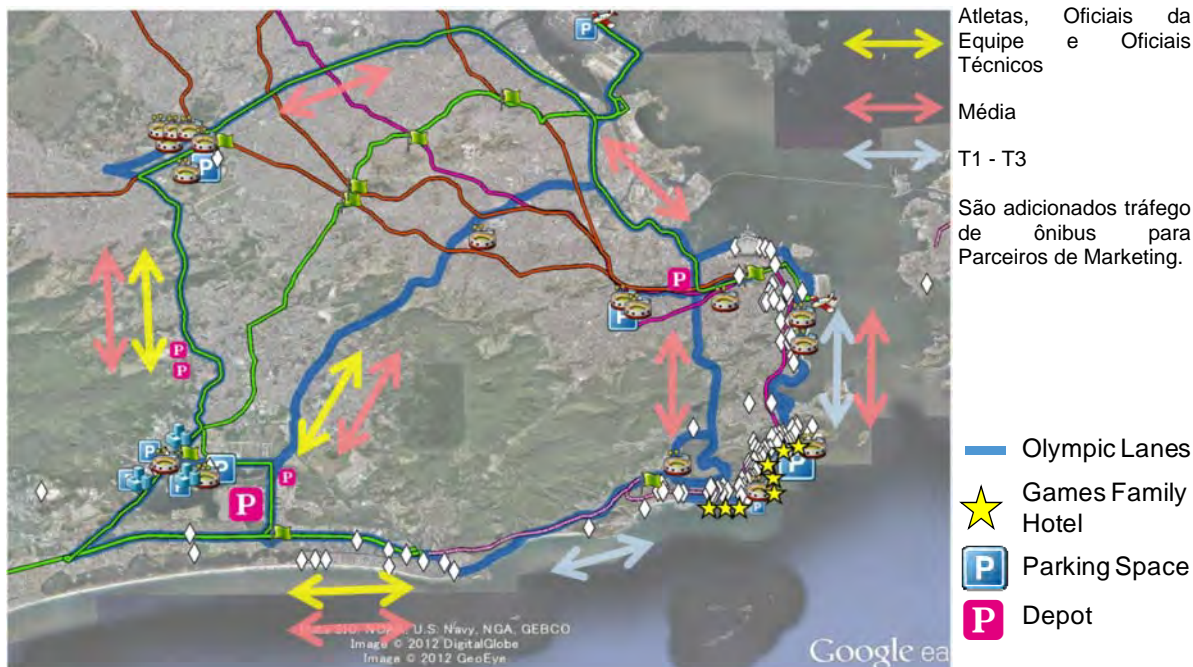 Atletas, Oficiais da
Equipe e Oficiais
Técnicos
Média
T1 - T3
São adicionados tráfego
de ônibus para
Parceiros de Marketing.
Olympic Lanes
Games Family
Hotel
P Parking Space
P Depot
P
P
P
P
P
P
P
P
P
P
P
P
U.S. Navy, NGA, GEBCO
Image © 2012 DigitalGlobe
Image © 2012 GeoEye
Google ea